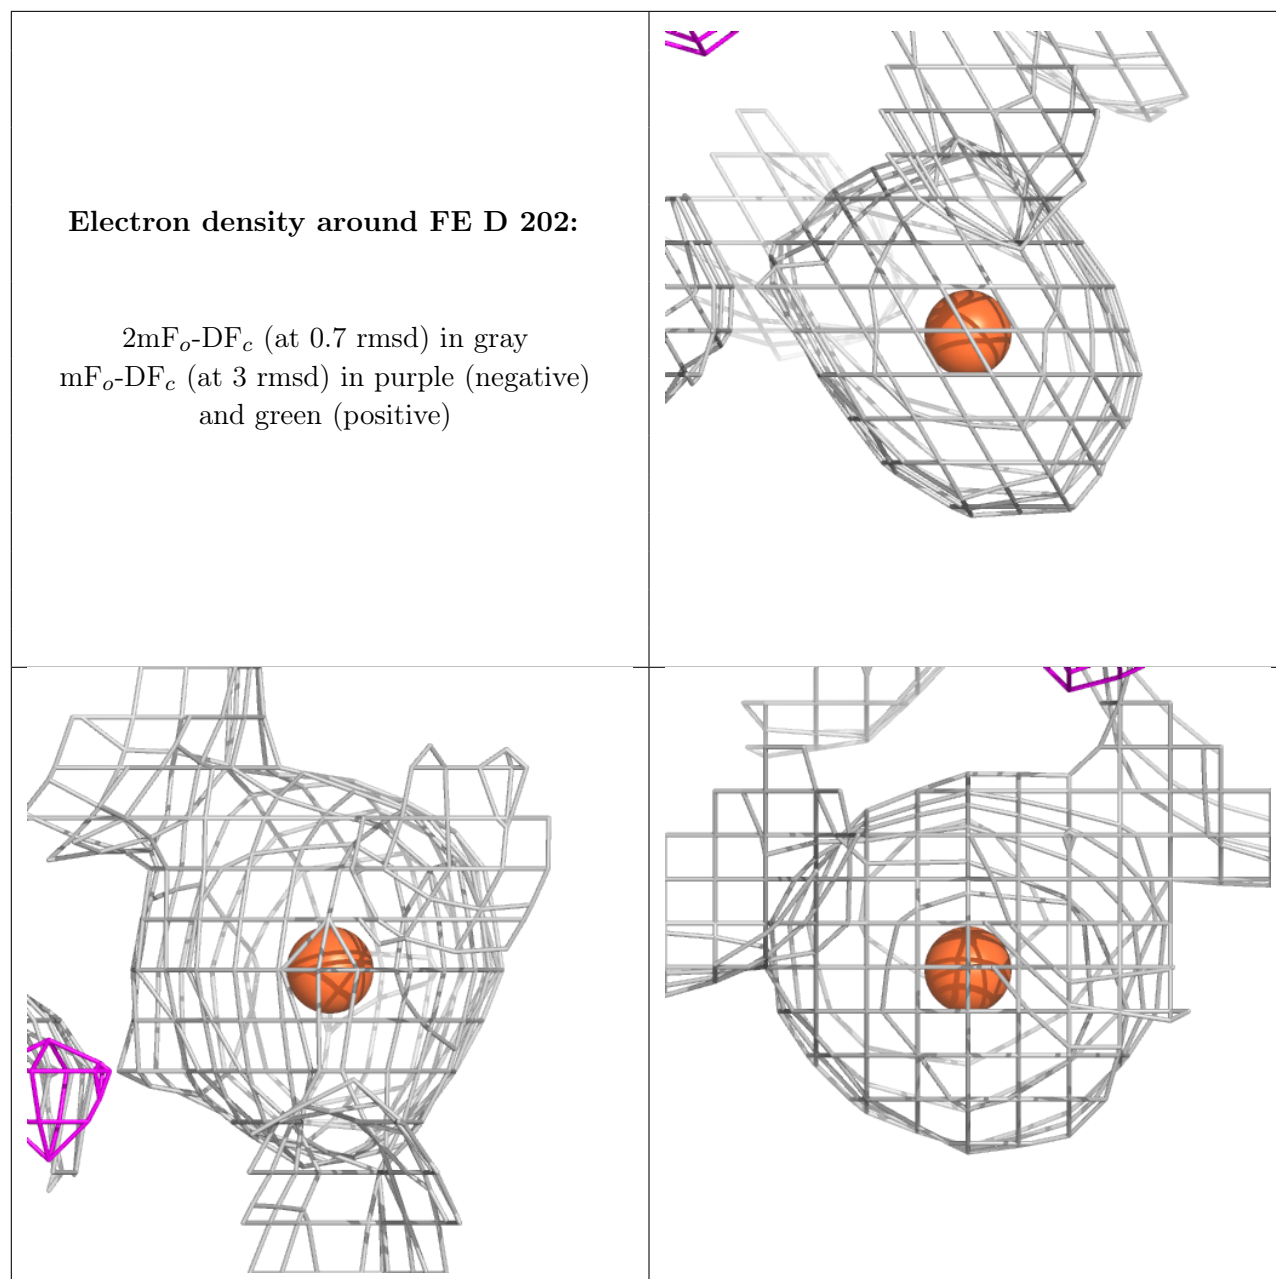 Electron density around FE D 202:
2mFo-DFc (at 0.7 rmsd) in gray
mFo-DFc (at 3 rmsd) in purple (negative)
and green (positive)